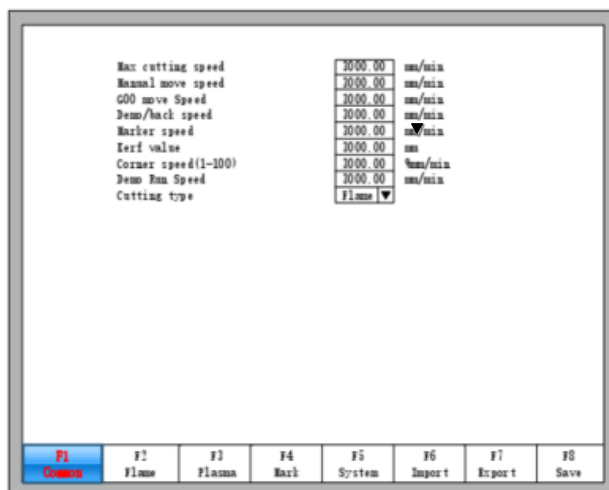 Max cutting speed 3000.00 mm/min
Manual move speed 3000.00 mm/min
G00 move Speed 3000.00 mm/min
Demo/back speed 3000.00 mm/min
Marker speed 3000.00 mm/min
Kerf value 3000.00 mm
Corner speed(1-100) 3000.00 %mm/min
Demo Run Speed 3000.00 mm/min
Cutting type Flame
F1 F2 F3 F4 F5 F6 F7 F8
Common Flame Plasma Mark System Import Export Save